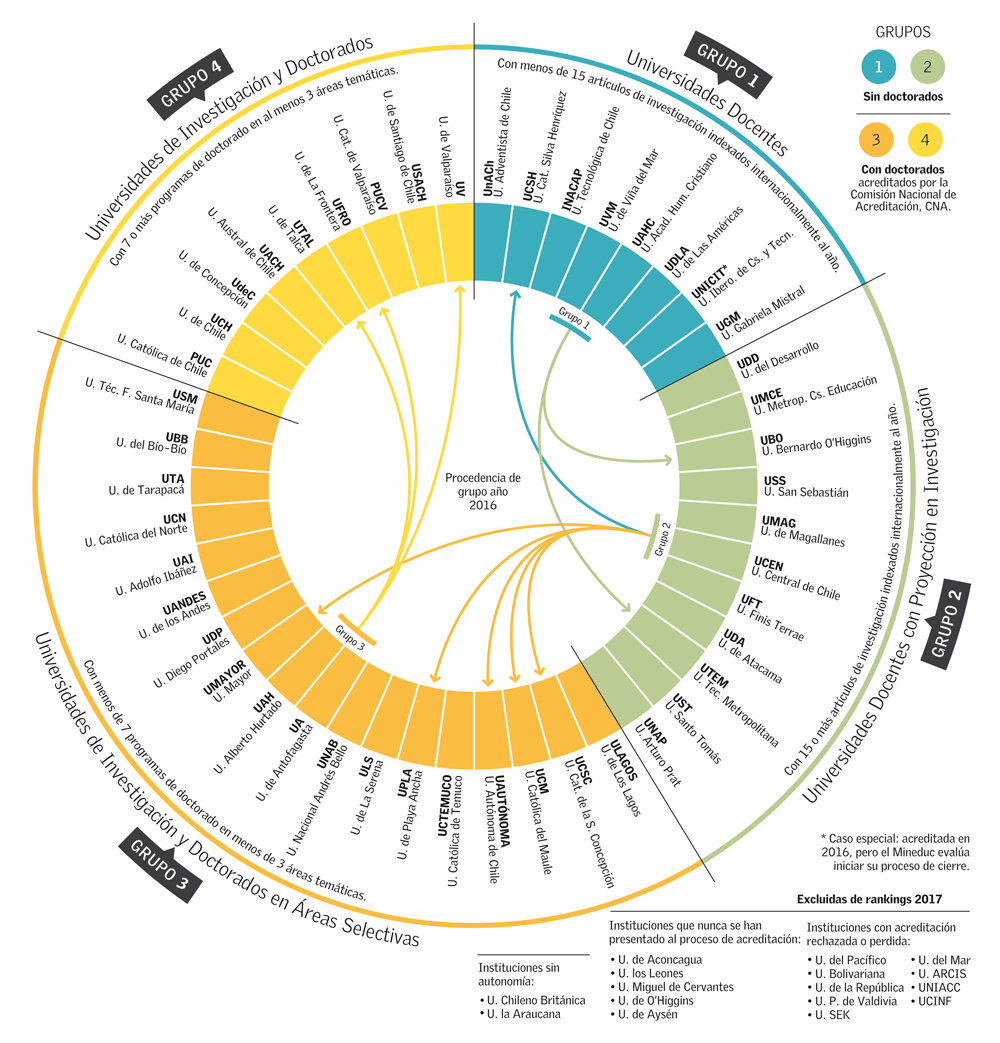 GRUPOS
1
2
Sin doctorados
3
4
Con doctorados
acreditados por la
Comisión Nacional de
Acreditación, CNA.
GRUPO 1
Universidades Docentes
Con menos de 15 artículos de investigación indexados internacionalmente al año.
UnACh
U. Adventista de Chile
UCSH
U. Cat. Silva Henríquez
INACAP
U. Tecnológica de Chile
UVM
U. de Viña del Mar
UAHC
U. Acad. Hum. Cristiano
UDLA
U. de Las Américas
UNICIT*
U. Ibero. de Cs. y Tecn.
UGM
U. Gabriela Mistral
GRUPO 2
Universidades Docentes con Proyección en Investigación
Con 15 o más artículos de investigación indexados internacionalmente al año.
UDD
U. del Desarrollo
UMCE
U. Metrop. Cs. Educación
UBO
U. Bernardo O'Higgins
USS
U. San Sebastián
UMAG
U. de Magallanes
UCEN
U. Central de Chile
UFT
U. Finis Terrae
UDA
U. de Atacama
UTEM
U. Tec. Metropolitana
UST
U. Santo Tomás
UNAP
U. Arturo Prat
GRUPO 3
Universidades de Investigación y Doctorados en Áreas Selectivas
Con menos de 7 programas de doctorado en menos de 3 áreas temáticas.
ULAGOS
U. de Los Lagos
UCSC
U. Cat. de la S. Concepción
UCM
U. Católica del Maule
UAUTÓNOMA
U. Autónoma de Chile
UCTEMUCO
U. Católica de Temuco
UPLA
U. de Playa Ancha
ULS
U. de La Serena
UNAB
U. Nacional Andrés Bello
UA
U. de Antofagasta
UAH
U. Alberto Hurtado
UMAYOR
U. Mayor
UDP
U. Diego Portales
UANDES
U. de los Andes
UAI
U. Adolfo Ibáñez
UCN
U. Católica del Norte
UTA
U. de Tarapacá
UBB
U. del Bío-Bío
USM
U. Téc. F. Santa María
GRUPO 4
Universidades de Investigación y Doctorados
Con 7 o más programas de doctorado en al menos 3 áreas temáticas.
PUC
U. Católica de Chile
UCH
U. de Chile
UdeC
U. de Concepción
UACH
U. Austral de Chile
UTAL
U. de Talca
UFRO
U. de La Frontera
PUCV
U. Cat. de Valparaíso
USACH
U. de Santiago de Chile
UV
U. de Valparaíso
Grupo 1
Grupo 2
Grupo 3
Procedencia de
grupo año
2016
* Caso especial: acreditada en
2016, pero el Mineduc evalúa
iniciar su proceso de cierre.
Excluidas de rankings 2017
Instituciones sin
autonomía:
• U. Chileno Británica
• U. la Araucana
Instituciones que nunca se han
presentado al proceso de acreditación:
• U. de Aconcagua
• U. los Leones
• U. Miguel de Cervantes
• U. de O'Higgins
• U. de Aysén
Instituciones con acreditación
rechazada o perdida:
• U. del Pacífico
• U. Bolivariana
• U. de la República
• U. P. de Valdivia
• U. SEK
• U. del Mar
• U. ARCIS
• UNIACC
• UCINF